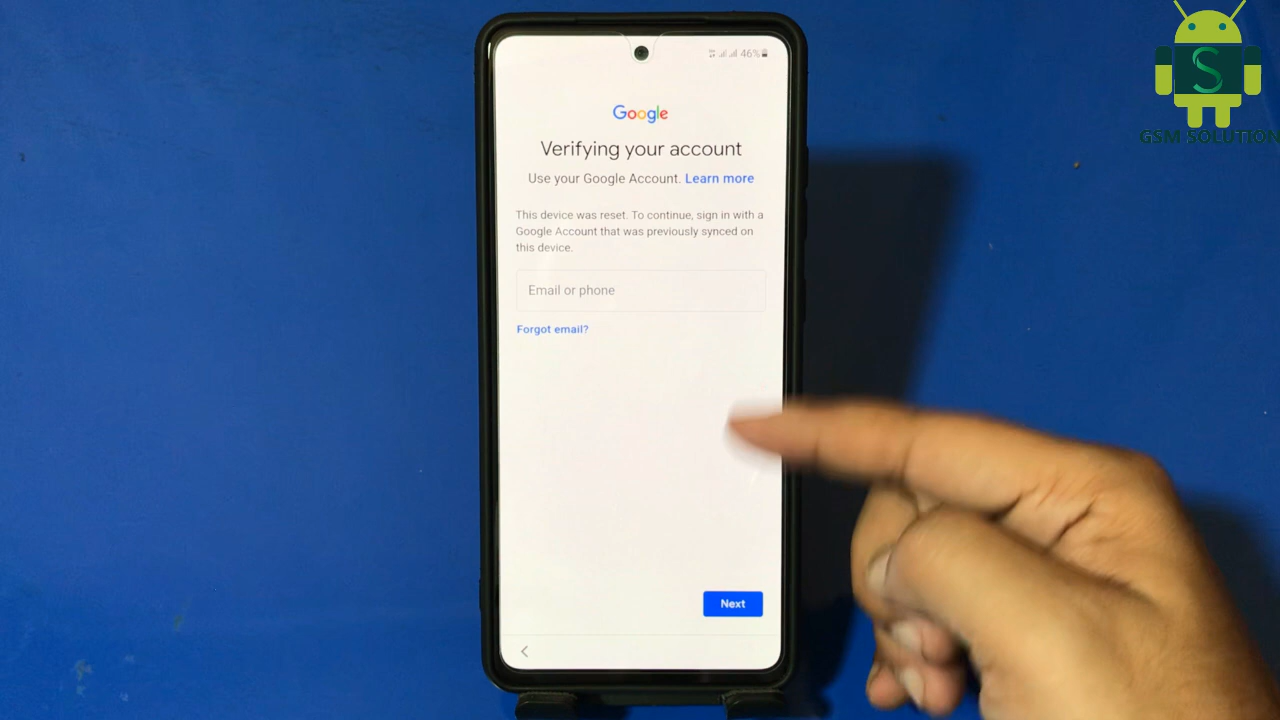 46%
Google
Verifying your account
Use your Google Account. Learn more
This device was reset. To continue, sign in with a
Google Account that was previously synced on
this device.
Email or phone
Forgot email?
Next
S
GSM SOLUTION